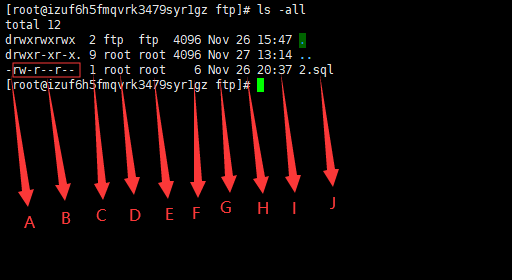 [root@izuf6h5fmqvrk3479syr1gz ftp]# ls -all
total 12
drwxrwxrwx  2 ftp  ftp  4096 Nov 26 15:47 .
drwxr-xr-x. 9 root root 4096 Nov 27 13:14 ..
-rw-r--r--  1 root root    6 Nov 26 20:37 2.sql
[root@izuf6h5fmqvrk3479syr1gz ftp]#
A B C D E F G H I J